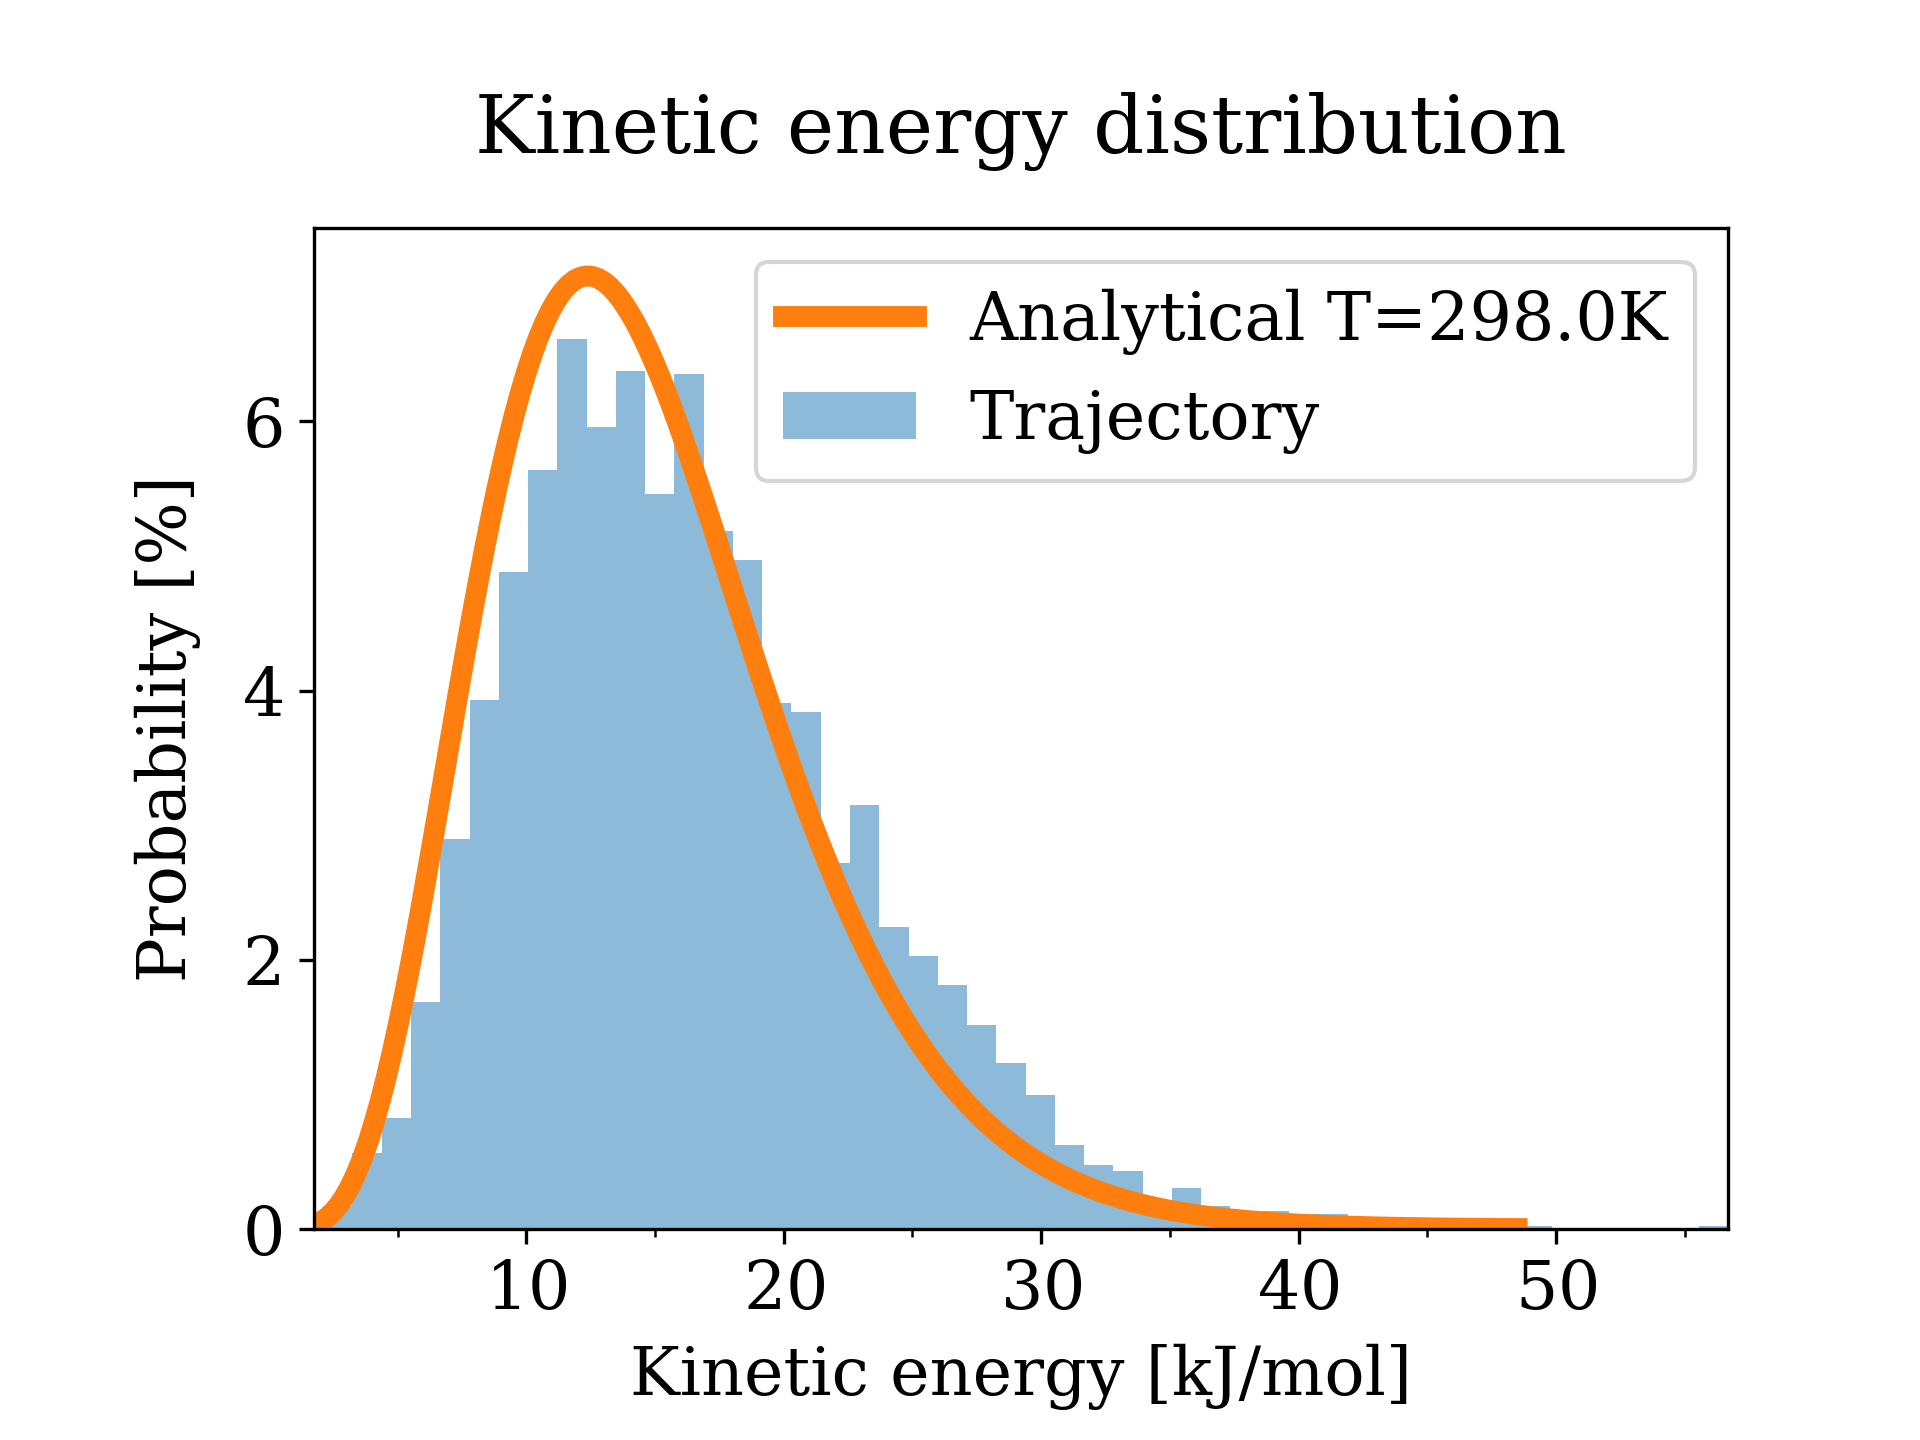 Kinetic energy distribution
Analytical T=298.0K
Trajectory
Probability [%]
6
4
2
0
10 20 30 40 50
Kinetic energy [kJ/mol]